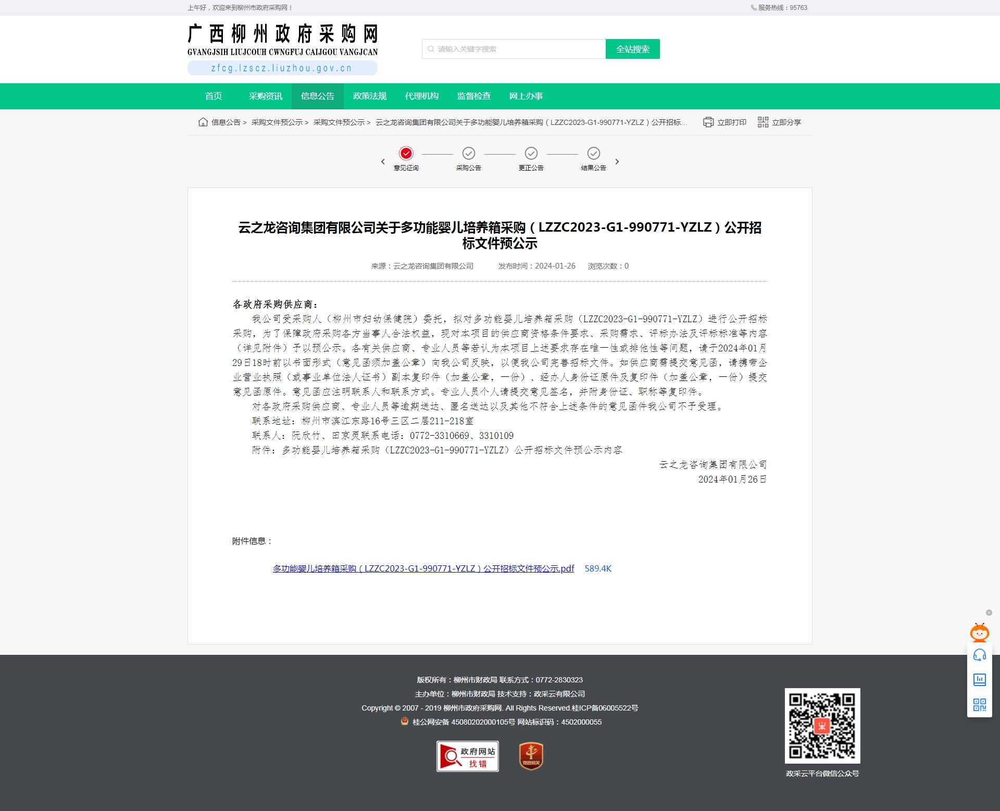 上午好，欢迎来到柳州市政府采购网！
服务热线：95763
广西柳州政府采购网
GVANGJSIH LIUJCOUH CWNGFUJ CAIJGOU VANGJCAN
zfcg.lzscz.liuzhou.gov.cn
请输入关键字搜索
全站搜索
首页 采购资讯 信息公告 政策法规 代理机构 监督检查 网上办事
信息公告 > 采购文件预公示 > 采购文件预公示 > 云之龙咨询集团有限公司关于多功能婴儿培养箱采购（LZZC2023-G1-990771-YZLZ）公开招标...
立即打印 立即分享
意见征询 采购公告 更正公告 结果公告
云之龙咨询集团有限公司关于多功能婴儿培养箱采购（LZZC2023-G1-990771-YZLZ）公开招
标文件预公示
来源：云之龙咨询集团有限公司 发布时间：2024-01-26 浏览次数：0
各政府采购供应商：
我公司受采购人（柳州市妇幼保健院）委托，拟对多功能婴儿培养箱采购（LZZC2023-G1-990771-YZLZ）进行公开招标
采购，为了保障政府采购各方当事人合法权益，现对本项目的供应商资格条件要求、采购需求、评标办法及评标标准等内容
（详见附件）予以预公示。各有关供应商、专业人员等若认为本项目上述要求存在唯一性或排他性等问题，请于2024年01月
29日18时前以书面形式（意见函须加盖公章）向我公司反映，以便我公司完善招标文件。如供应商需提交意见函，请携带企
业营业执照（或事业单位法人证书）副本复印件（加盖公章，一份）、经办人身份证原件及复印件（加盖公章，一份）提交
意见函原件。意见函应注明联系人和联系方式。专业人员个人请提交意见签名，并附身份证、职称等复印件。
对各政府采购供应商、专业人员等逾期送达、匿名送达以及其他不符合上述条件的意见函件我公司不予受理。
联系地址：柳州市滨江东路16号三区二层211-218室
联系人：阮欣竹、田京灵联系电话：0772-3310669、3310109
附件：多功能婴儿培养箱采购（LZZC2023-G1-990771-YZLZ）公开招标文件预公示内容
云之龙咨询集团有限公司
2024年01月26日
附件信息：
多功能婴儿培养箱采购（LZZC2023-G1-990771-YZLZ）公开招标文件预公示.pdf 589.4K
版权所有：柳州市财政局 联系方式：0772-2830323
主办单位：柳州市财政局 技术支持：政采云有限公司
Copyright © 2007 - 2019 柳州市政府采购网. All Rights Reserved.桂ICP备06005522号
桂公网安备 45080202000105号 网站标识码：4502000055
政府网站
找错
党政机关
政采云平台微信公众号